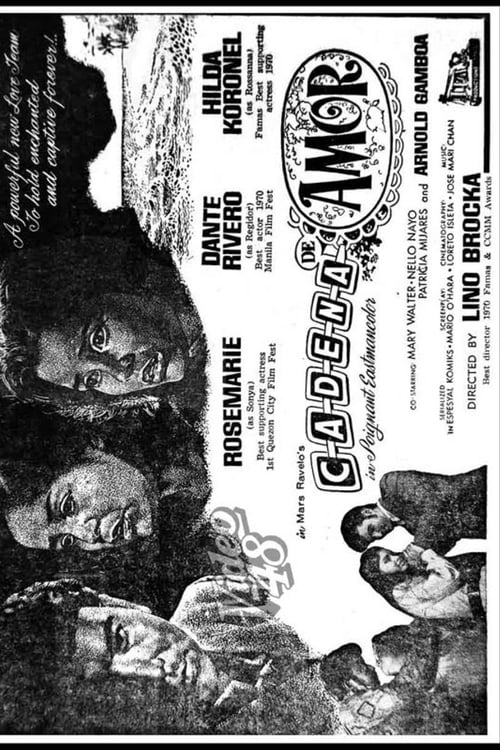 A powerful new Love Team
To hold enchanted
and captive forever!..
ROSEMARIE
(as Sonya)
Best supporting actress
1st Quezon City Film Fest
DANTE
RIVERO
(as Regidor)
Best actor 1970
Manila Film Fest
HILDA
KORONEL
(as Rossanna)
Famas Best supporting
actress 1970
in Mars Ravelo's
CADENA DE AMOR
in Poignant Eastmancolor
CO-STARRING MARY WALTER • NELLO NAYO
PATRICIA MIJARES and ARNOLD GAMBOA
SERIALIZED SCREENPLAY: CINEMATOGRAPHY: MUSIC:
IN ESPESYAL KOMIKS • MARIO O'HARA • LORETO ISLETA • JOSE MARI CHAN
DIRECTED BY LINO BROCKA
Best director 1970 Famas & CCMM Awards
Video
48